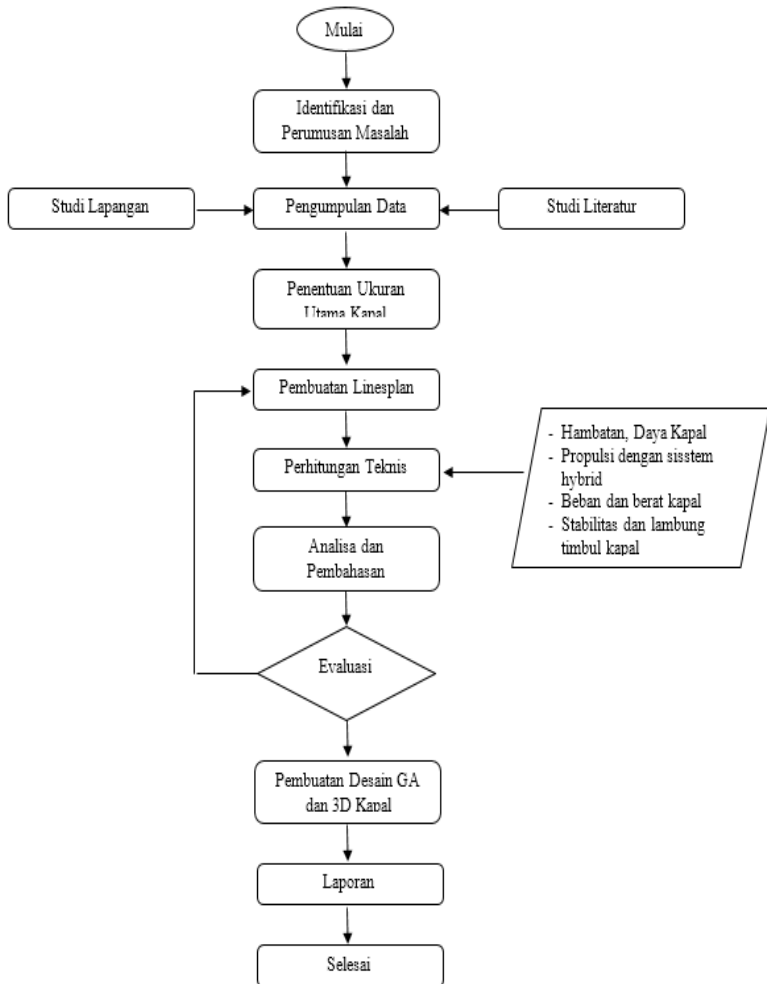 Mulai
Identifikasi dan
Perumusan Masalah
Studi Lapangan
Pengumpulan Data
Studi Literatur
Penentuan Ukuran
Utama Kapal
Pembuatan Linesplan
Perhitungan Teknis
- Hambatan, Daya Kapal
- Propulsi dengan sisstem
hybrid
- Beban dan berat kapal
- Stabilitas dan lambung
timbul kapal
Analisa dan
Pembahasan
Evaluasi
Pembuatan Desain GA
dan 3D Kapal
Laporan
Selesai